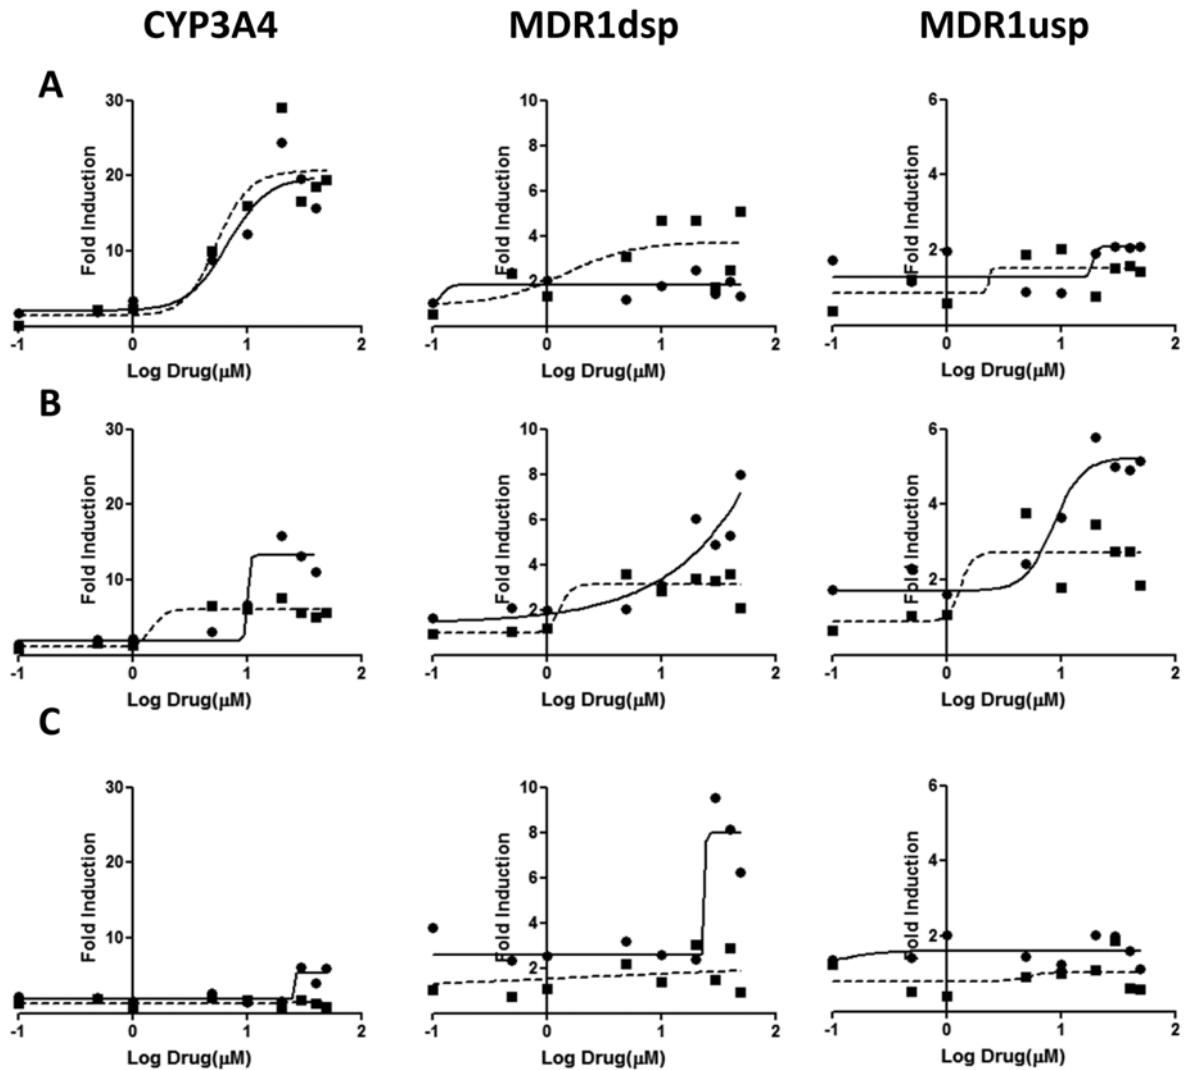 CYP3A4 MDR1dsp MDR1usp
A
30 10 6
8
20 6 4
10 4 2
2
Fold Induction Fold Induction Fold Induction
-1 0 1 2 -1 0 1 2 -1 0 1 2
Log Drug(μM) Log Drug(μM) Log Drug(μM)
B
30 10 6
8
20 6 4
10 4 2
2
Fold Induction Fold Induction Fold Induction
-1 0 1 2 -1 0 1 2 -1 0 1 2
Log Drug(μM) Log Drug(μM) Log Drug(μM)
C
30 10 6
8
20 6 4
10 4 2
2
Fold Induction Fold Induction Fold Induction
-1 0 1 2 -1 0 1 2 -1 0 1 2
Log Drug(μM) Log Drug(μM) Log Drug(μM)